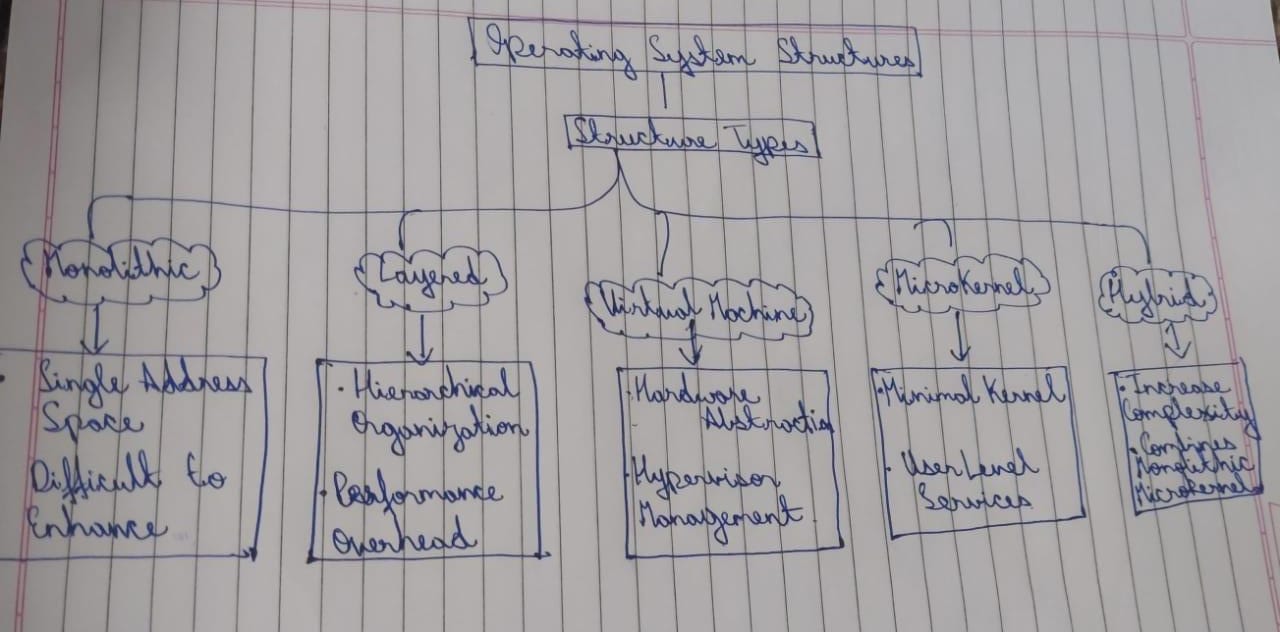 Operating System Structures
Structure Types
Monolithic
Layered
Virtual Machine
MicroKernel
Hybrid
• Single Address
Space
Difficult to
Enhance
• Hierarchical
Organization
• Performance
Overhead
• Hardware
Abstraction
• Hypervisor
Management
• Minimal Kernel
• User Level
Services
• Increase
Complexity
• Combines
Monolithic
Microkernel